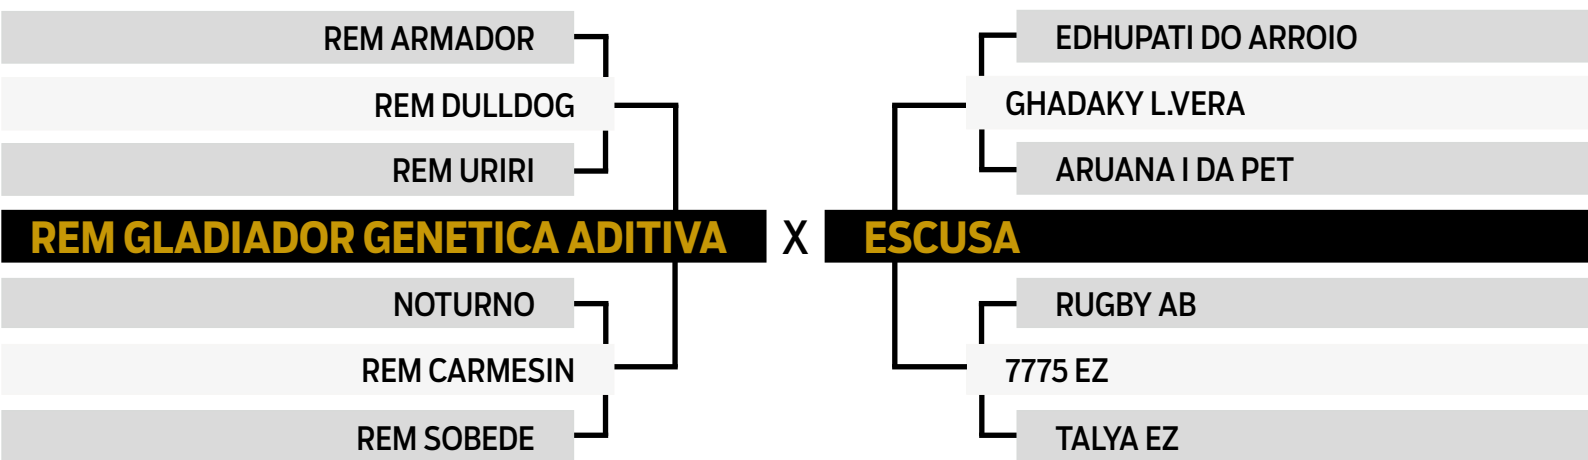 REM ARMADOR
REM DULLDOG
REM URIRI
REM GLADIADOR GENETICA ADITIVA
NOTURNO
REM CARMESIN
REM SOBEDE
X
EDHUPATI DO ARROIO
GHADAKY L.VERA
ARUANA I DA PET
ESCUSA
RUGBY AB
7775 EZ
TALYA EZ